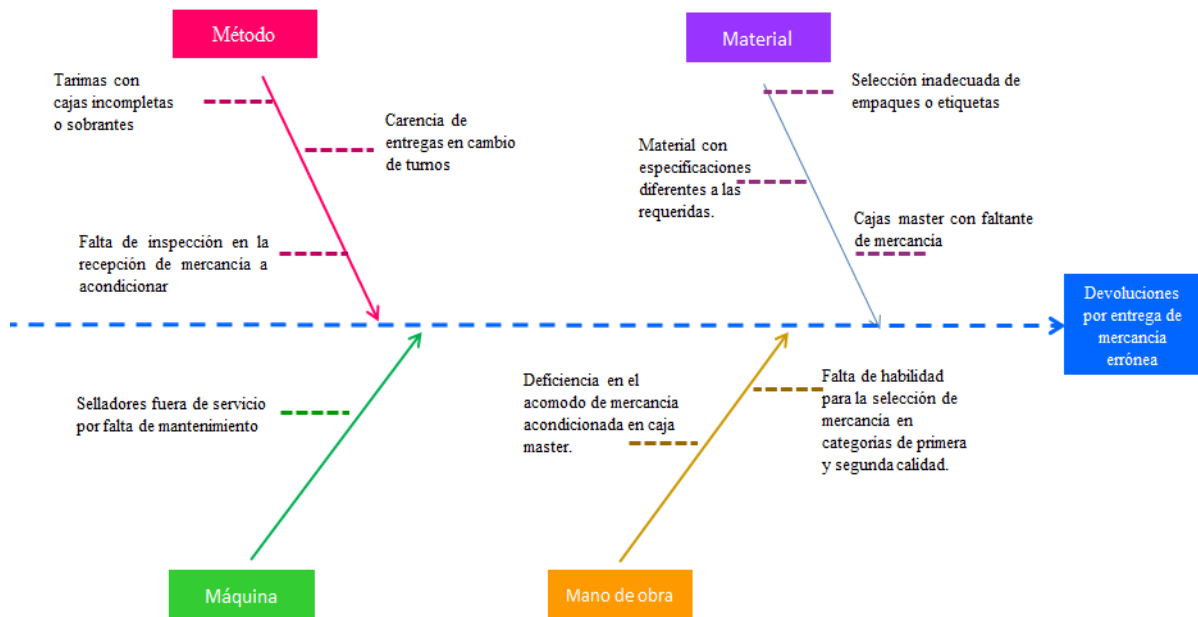 Método
Tarimas con
cajas incompletas
o sobrantes
Carencia de
entregas en cambio
de turnos
Falta de inspección en la
recepción de mercancía a
acondicionar
Material
Selección inadecuada de
empaques o etiquetas
Material con
especificaciones
diferentes a las
requeridas.
Cajas master con faltante
de mercancía
Devoluciones
por entrega de
mercancía
errónea
Selladores fuera de servicio
por falta de mantenimiento
Máquina
Deficiencia en el
acomodo de mercancía
acondicionada en caja
master.
Falta de habilidad
para la selección de
mercancía en
categorías de primera
y segunda calidad.
Mano de obra